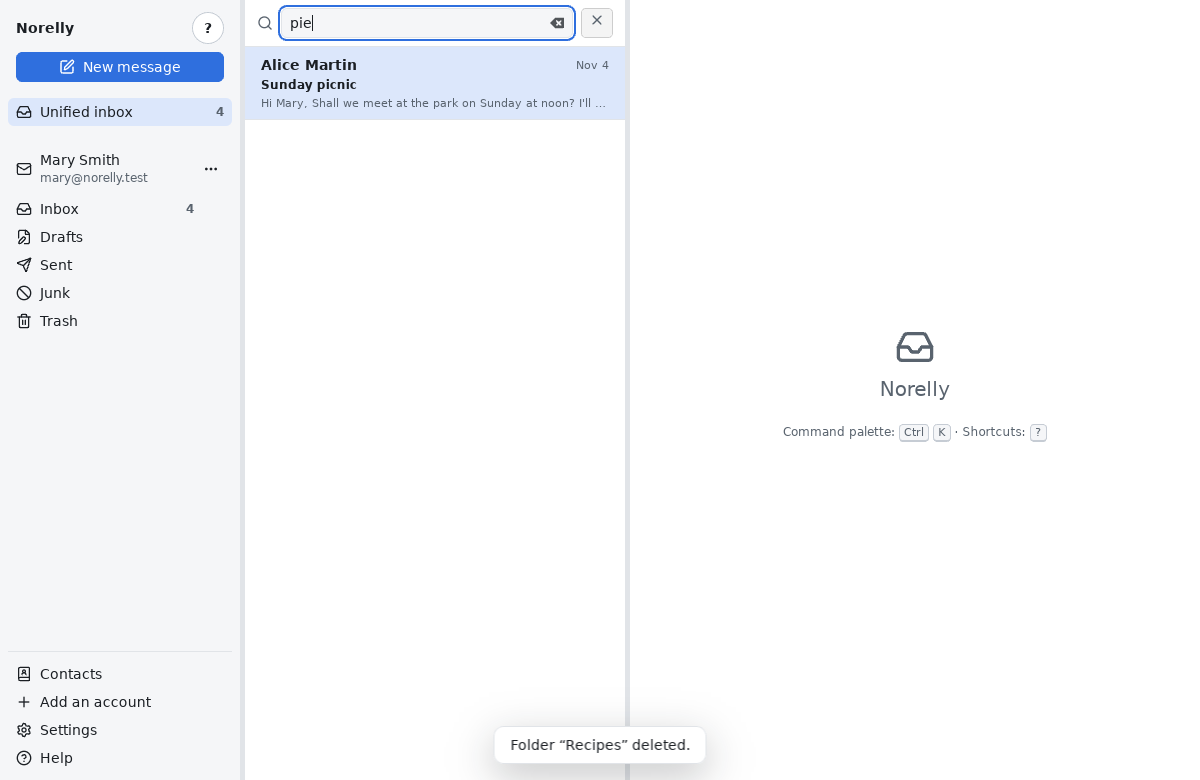 Norelly
?
New message
Unified inbox 4
Mary Smith
mary@norelly.test
Inbox 4
Drafts
Sent
Junk
Trash
Contacts
Add an account
Settings
Help
pie
Alice Martin Nov 4
Sunday picnic
Hi Mary, Shall we meet at the park on Sunday at noon? I'll ...
Norelly
Command palette: Ctrl K · Shortcuts: ?
Folder “Recipes” deleted.